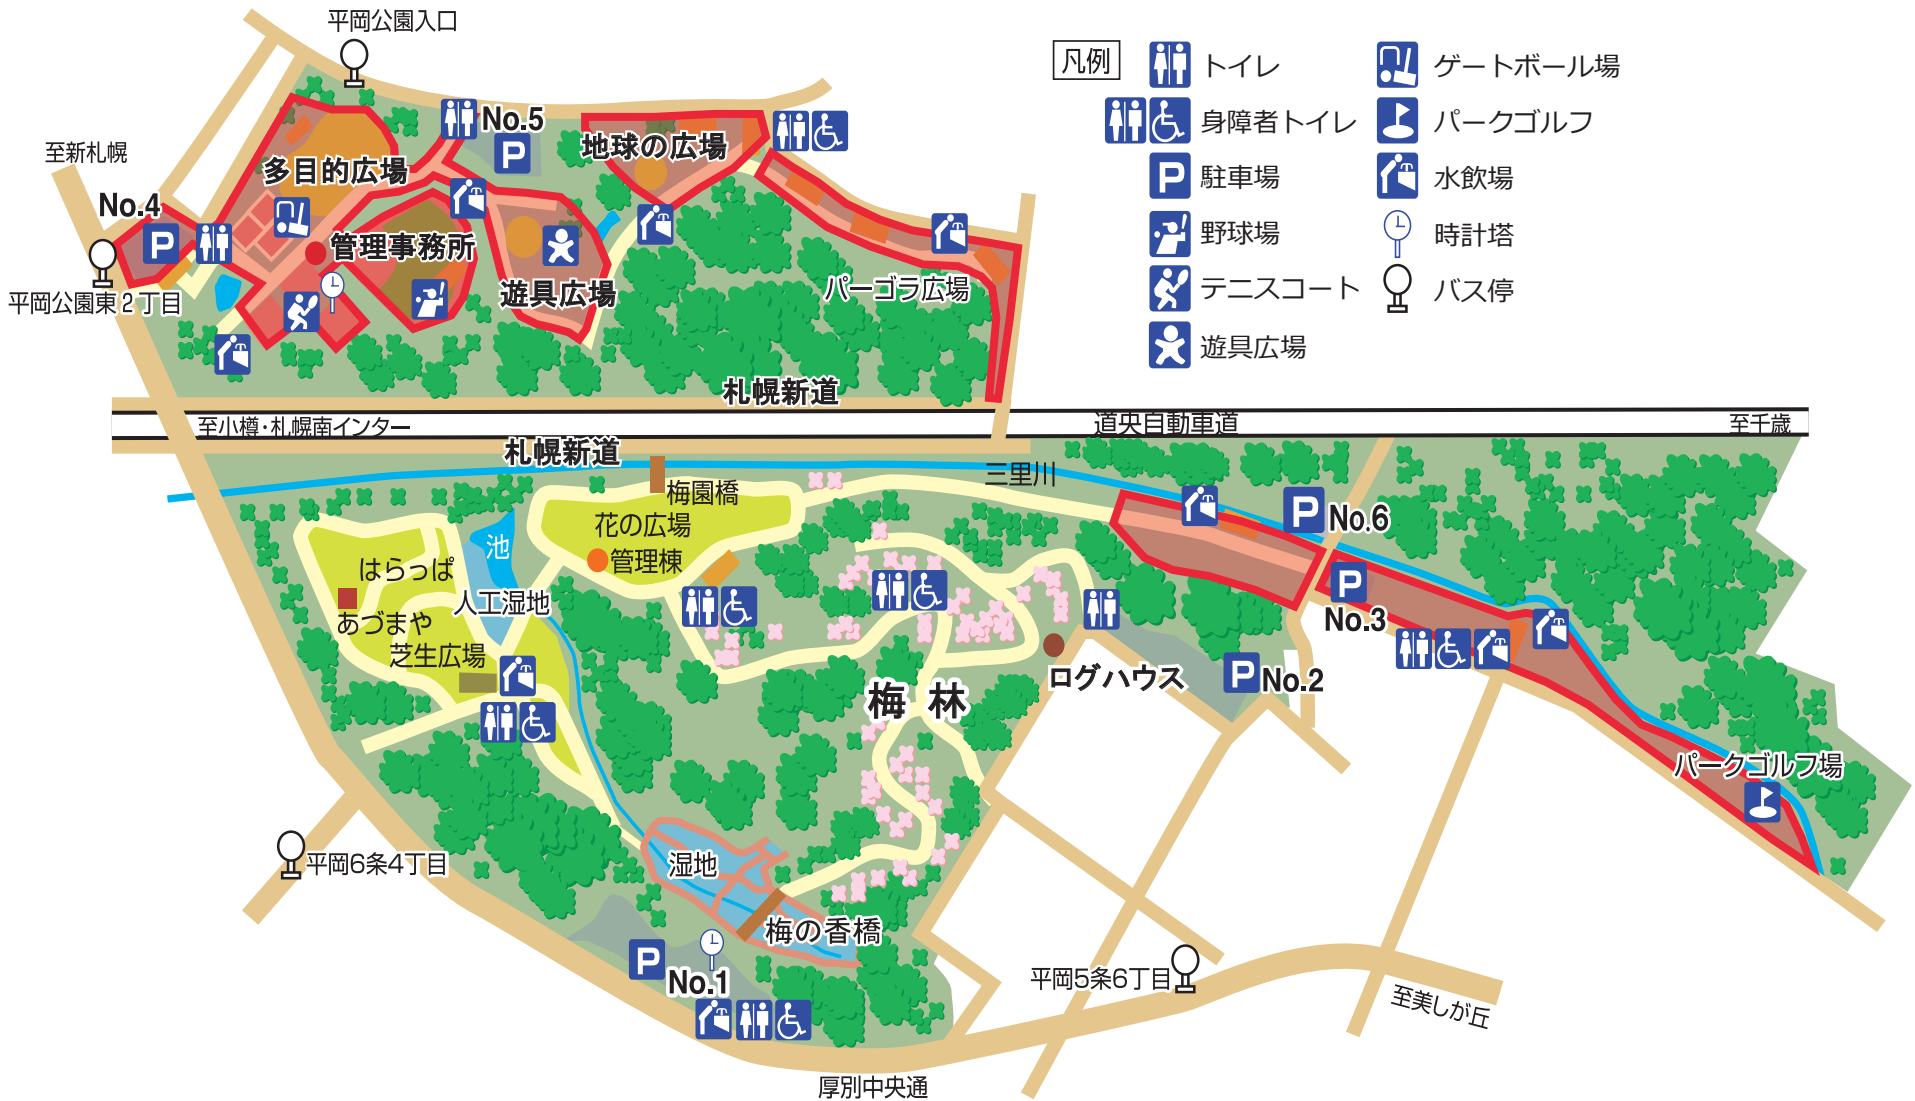 平岡公園入口
凡例
トイレ
ゲートボール場
身障者トイレ
パークゴルフ
P
駐車場
水飲場
野球場
時計塔
テニスコート
バス停
遊具広場
No.5
P
地球の広場
至新札幌
多目的広場
No.4
P
管理事務所
平岡公園東2丁目
遊具広場
パーゴラ広場
札幌新道
至小樽・札幌南インター
道央自動車道
至千歳
札幌新道
三里川
梅園橋
花の広場
P
No.6
池
はらっぱ
管理棟
人工湿地
P
あづまや
No.3
芝生広場
ログハウス
P
No.2
梅林
パークゴルフ場
湿地
平岡6条4丁目
梅の香橋
P
No.1
平岡5条6丁目
至美しが丘
厚別中央通